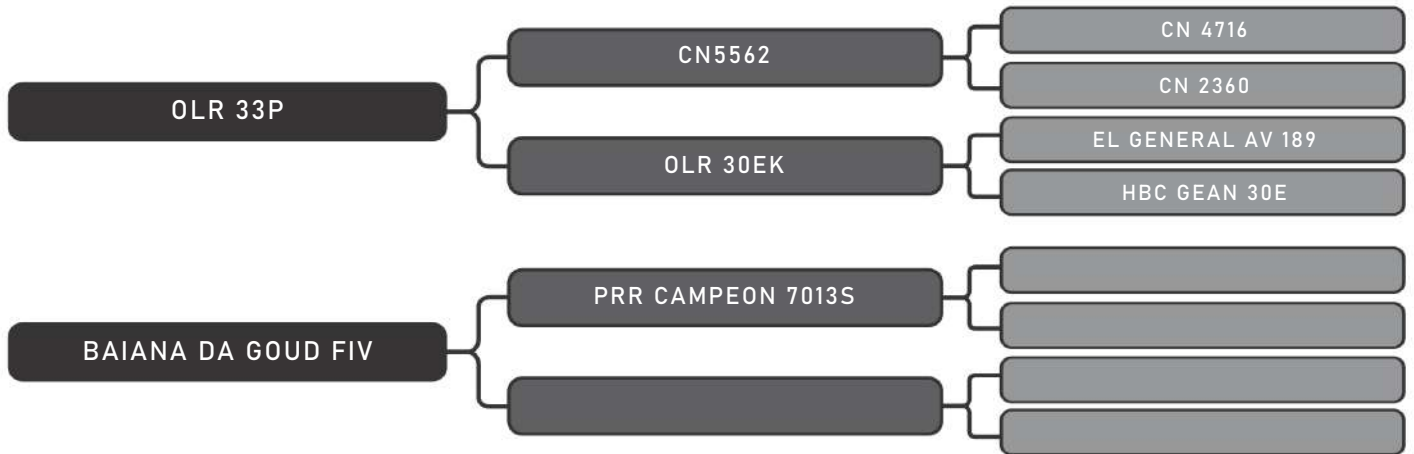 OLR 33P
CN5562
CN 4716
CN 2360
OLR 30EK
EL GENERAL AV 189
HBC GEAN 30E
BAIANA DA GOUD FIV
PRR CAMPEON 7013S